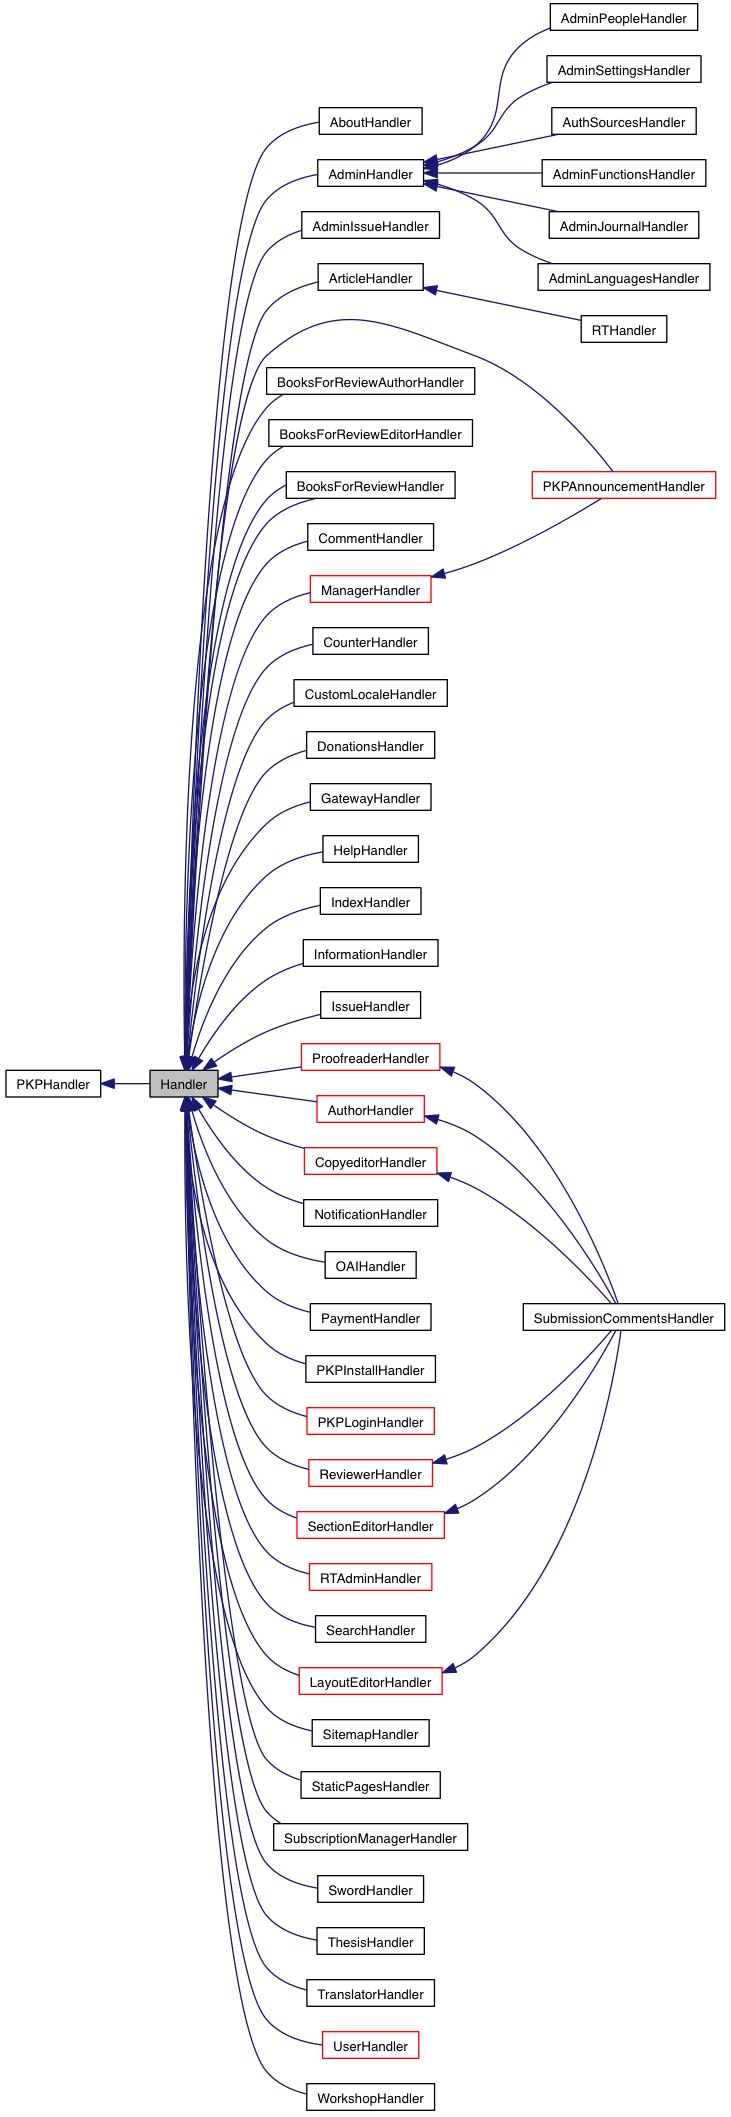 AdminPeopleHandler
AdminSettingsHandler
AboutHandler
AuthSourcesHandler
AdminHandler
AdminFunctionsHandler
AdminIssueHandler
AdminJournalHandler
ArticleHandler
AdminLanguagesHandler
RTHandler
BooksForReviewAuthorHandler
BooksForReviewEditorHandler
BooksForReviewHandler
PKPAnnouncementHandler
CommentHandler
ManagerHandler
CounterHandler
CustomLocaleHandler
DonationsHandler
GatewayHandler
HelpHandler
IndexHandler
InformationHandler
IssueHandler
ProofreaderHandler
PKPHandler
Handler
AuthorHandler
CopyeditorHandler
NotificationHandler
OAIHandler
PaymentHandler
SubmissionCommentsHandler
PKPInstallHandler
PKPLoginHandler
ReviewerHandler
SectionEditorHandler
RTAdminHandler
SearchHandler
LayoutEditorHandler
SitemapHandler
StaticPagesHandler
SubscriptionManagerHandler
SwordHandler
ThesisHandler
TranslatorHandler
UserHandler
WorkshopHandler